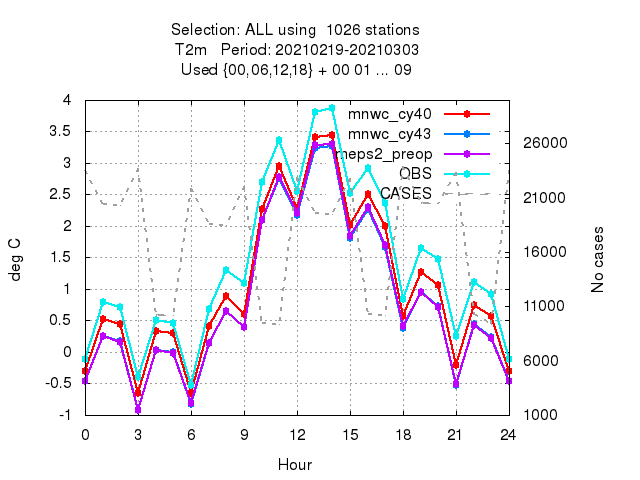 Selection: ALL using  1026 stations
T2m   Period: 20210219-20210303
Used {00,06,12,18} + 00 01 ... 09
mnwc_cy40
mnwc_cy43
meps2_preop
OBS
CASES
4
3.5
3
2.5
2
1.5
1
0.5
0
-0.5
-1
26000
21000
16000
11000
6000
1000
deg C
No cases
0 3 6 9 12 15 18 21 24
Hour